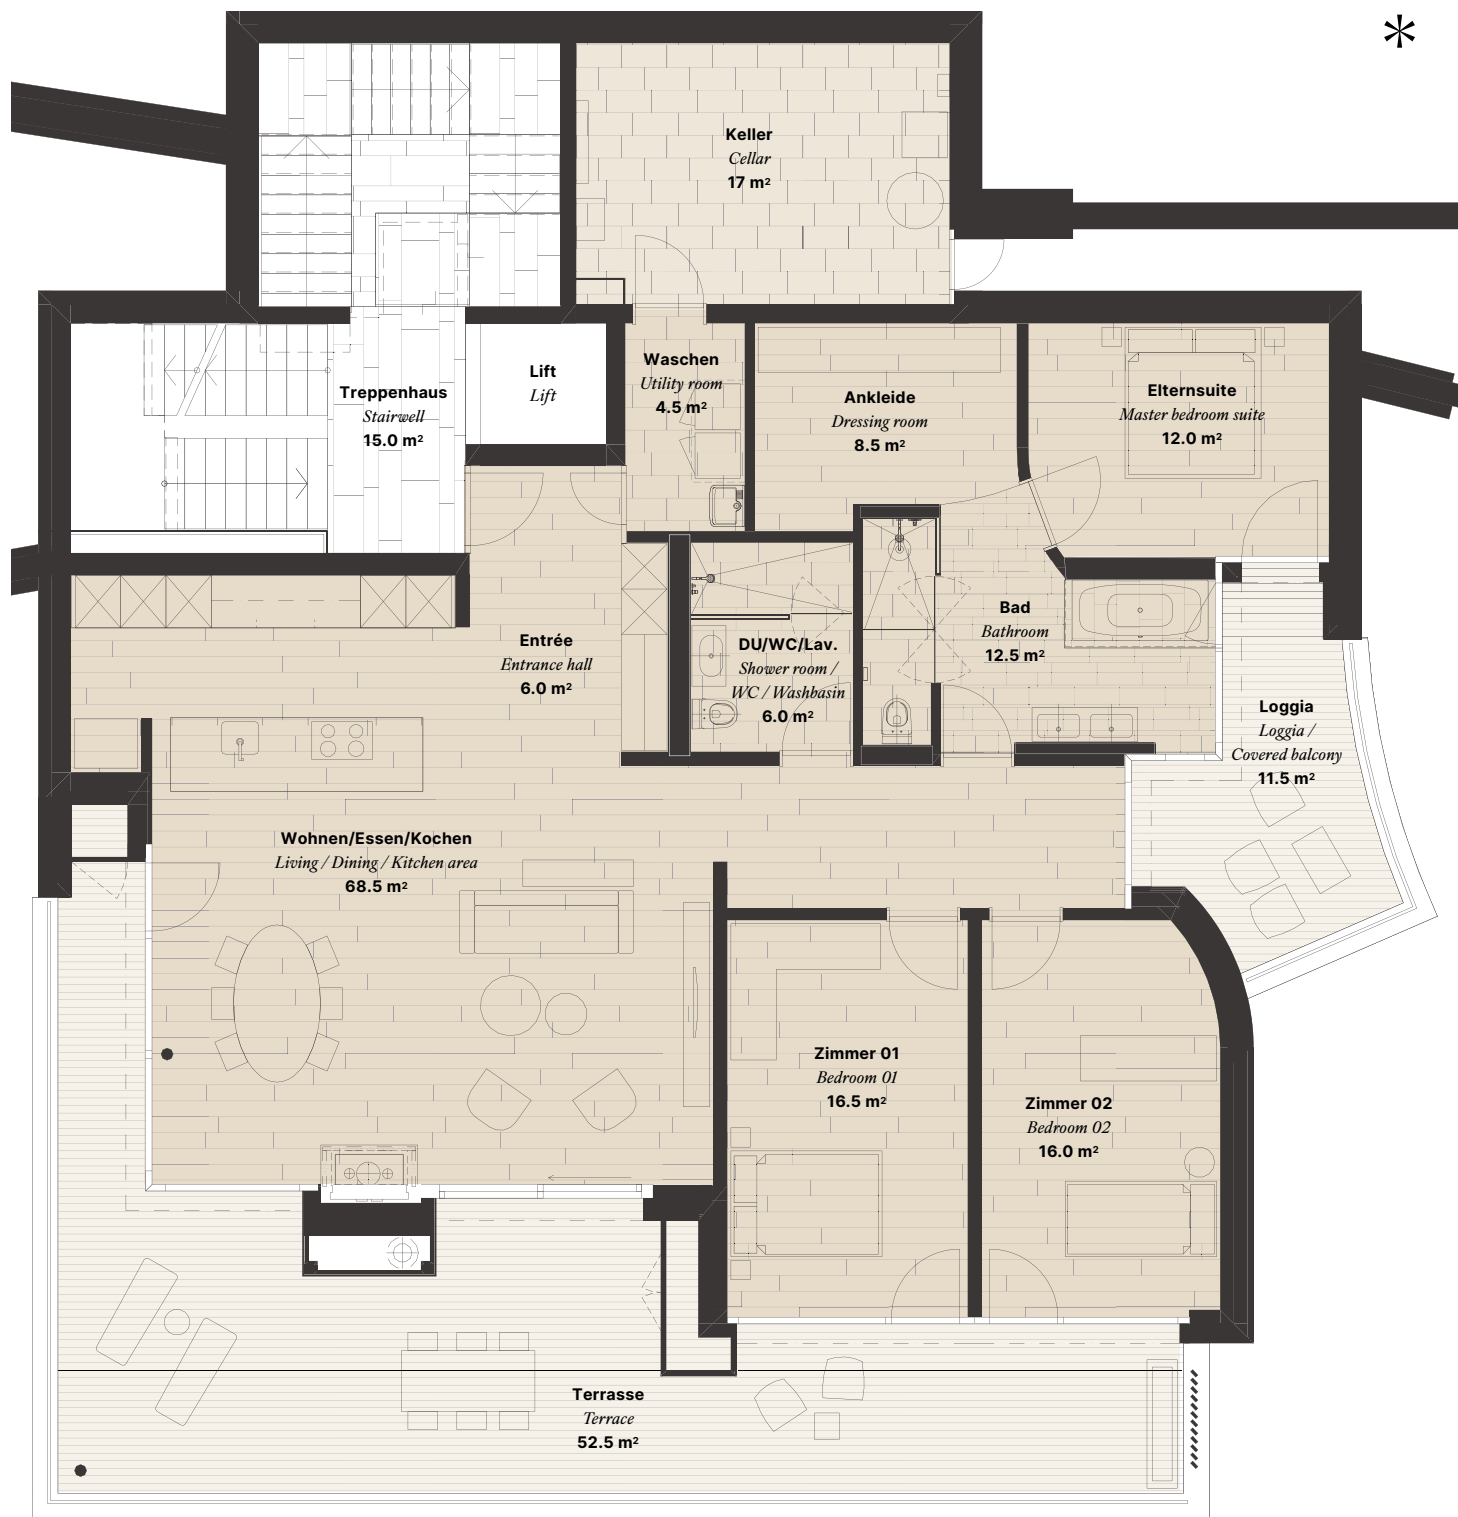 *
Keller
Cellar
17 m²
Treppenhaus
Stairwell
15.0 m²
Lift
Lift
Waschen
Utility room
4.5 m²
Ankleide
Dressing room
8.5 m²
Elternsuite
Master bedroom suite
12.0 m²
Entrée
Entrance hall
6.0 m²
DU/WC/Lav.
Shower room /
WC / Washbasin
6.0 m²
Bad
Bathroom
12.5 m²
Loggia
Loggia /
Covered balcony
11.5 m²
Wohnen/Essen/Kochen
Living / Dining / Kitchen area
68.5 m²
Zimmer 01
Bedroom 01
16.5 m²
Zimmer 02
Bedroom 02
16.0 m²
Terrasse
Terrace
52.5 m²